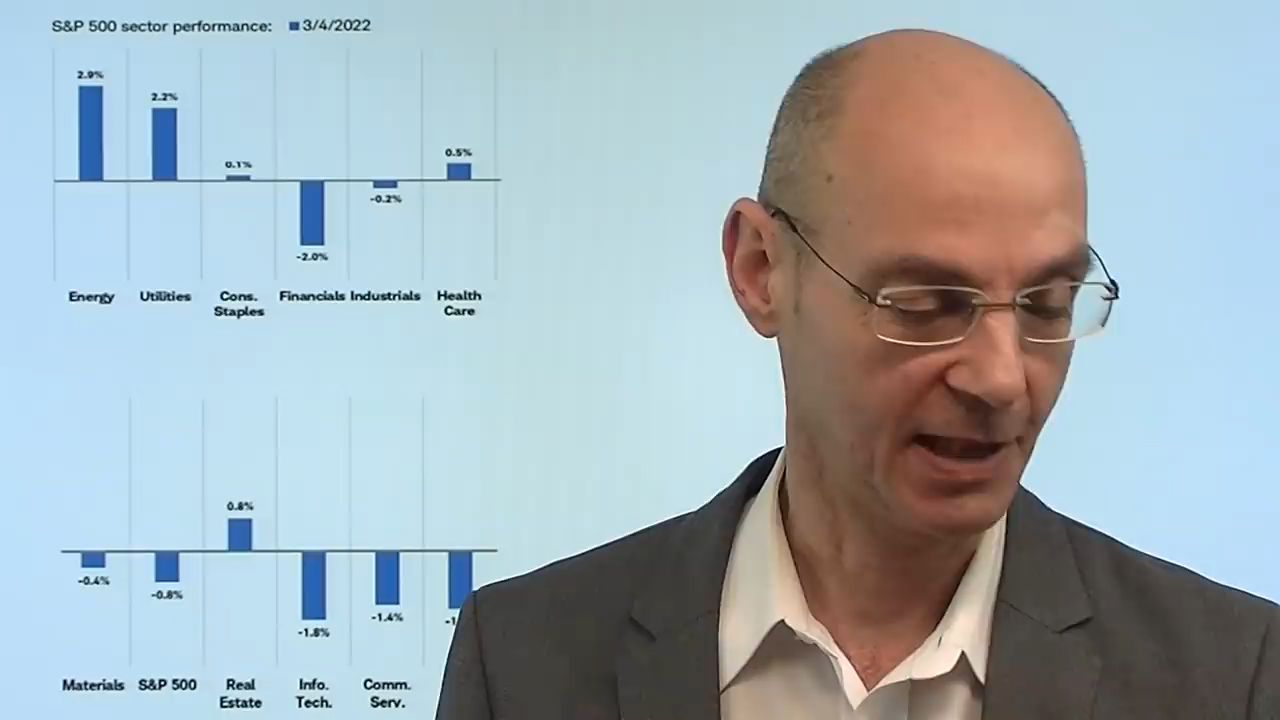 S&P 500 sector performance: 3/4/2022
2.9%
2.2%
0.1%
-2.0%
-0.2%
0.5%
Energy
Utilities
Cons. Staples
Financials
Industrials
Health Care
-0.4%
-0.8%
0.8%
-1.8%
-1.4%
-1
Materials
S&P 500
Real Estate
Info. Tech.
Comm. Serv.